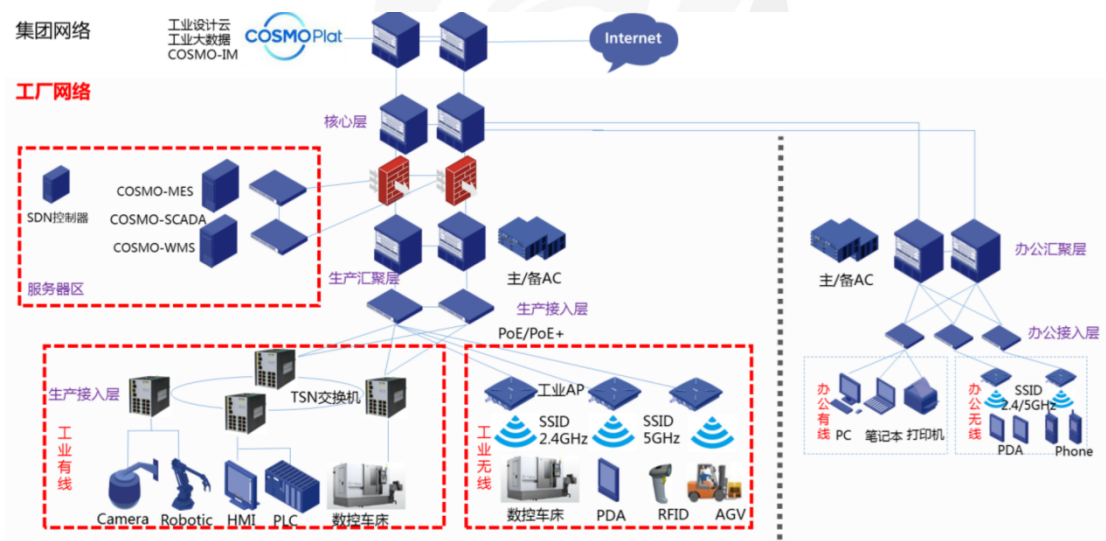 集团网络
工业设计云
工业大数据
COSMO-IM
COSMOPlat
Internet
工厂网络
核心层
SDN控制器
COSMO-MES
COSMO-SCADA
COSMO-WMS
服务器区
生产汇聚层
主/备AC
生产接入层
PoE/PoE+
主/备AC
办公汇聚层
办公接入层
生产接入层
TSN交换机
工业有线
Camera
Robotic
HMI
PLC
数控车床
工业AP
SSID
2.4GHz
SSID
5GHz
工业无线
数控车床
PDA
RFID
AGV
办公有线
PC
笔记本
打印机
办公无线
SSID
2.4/5GHz
PDA
Phone